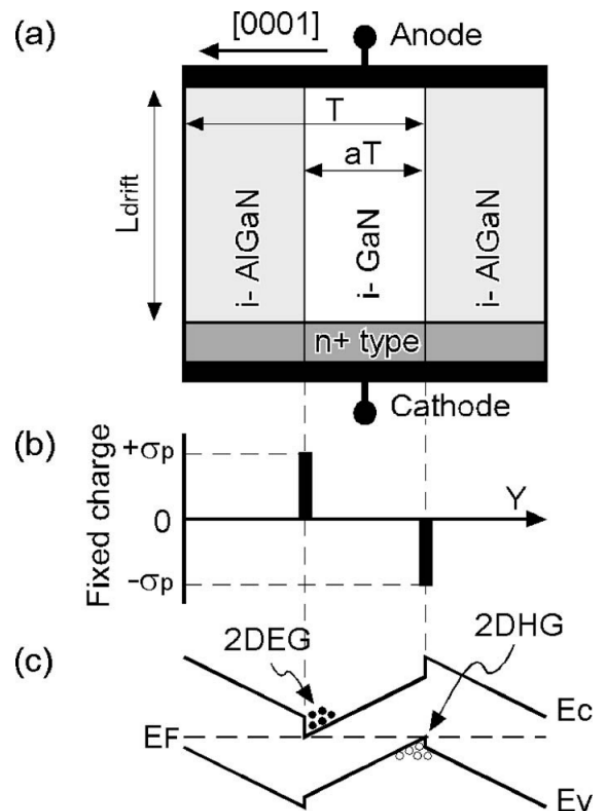 (a)
[0001]
Anode
T
aT
Ldrift
i- AlGaN
i- GaN
i- AlGaN
n+ type
Cathode
(b)
Fixed charge
+σp
0
-σp
Y
(c)
2DEG
2DHG
EF
Ec
Ev